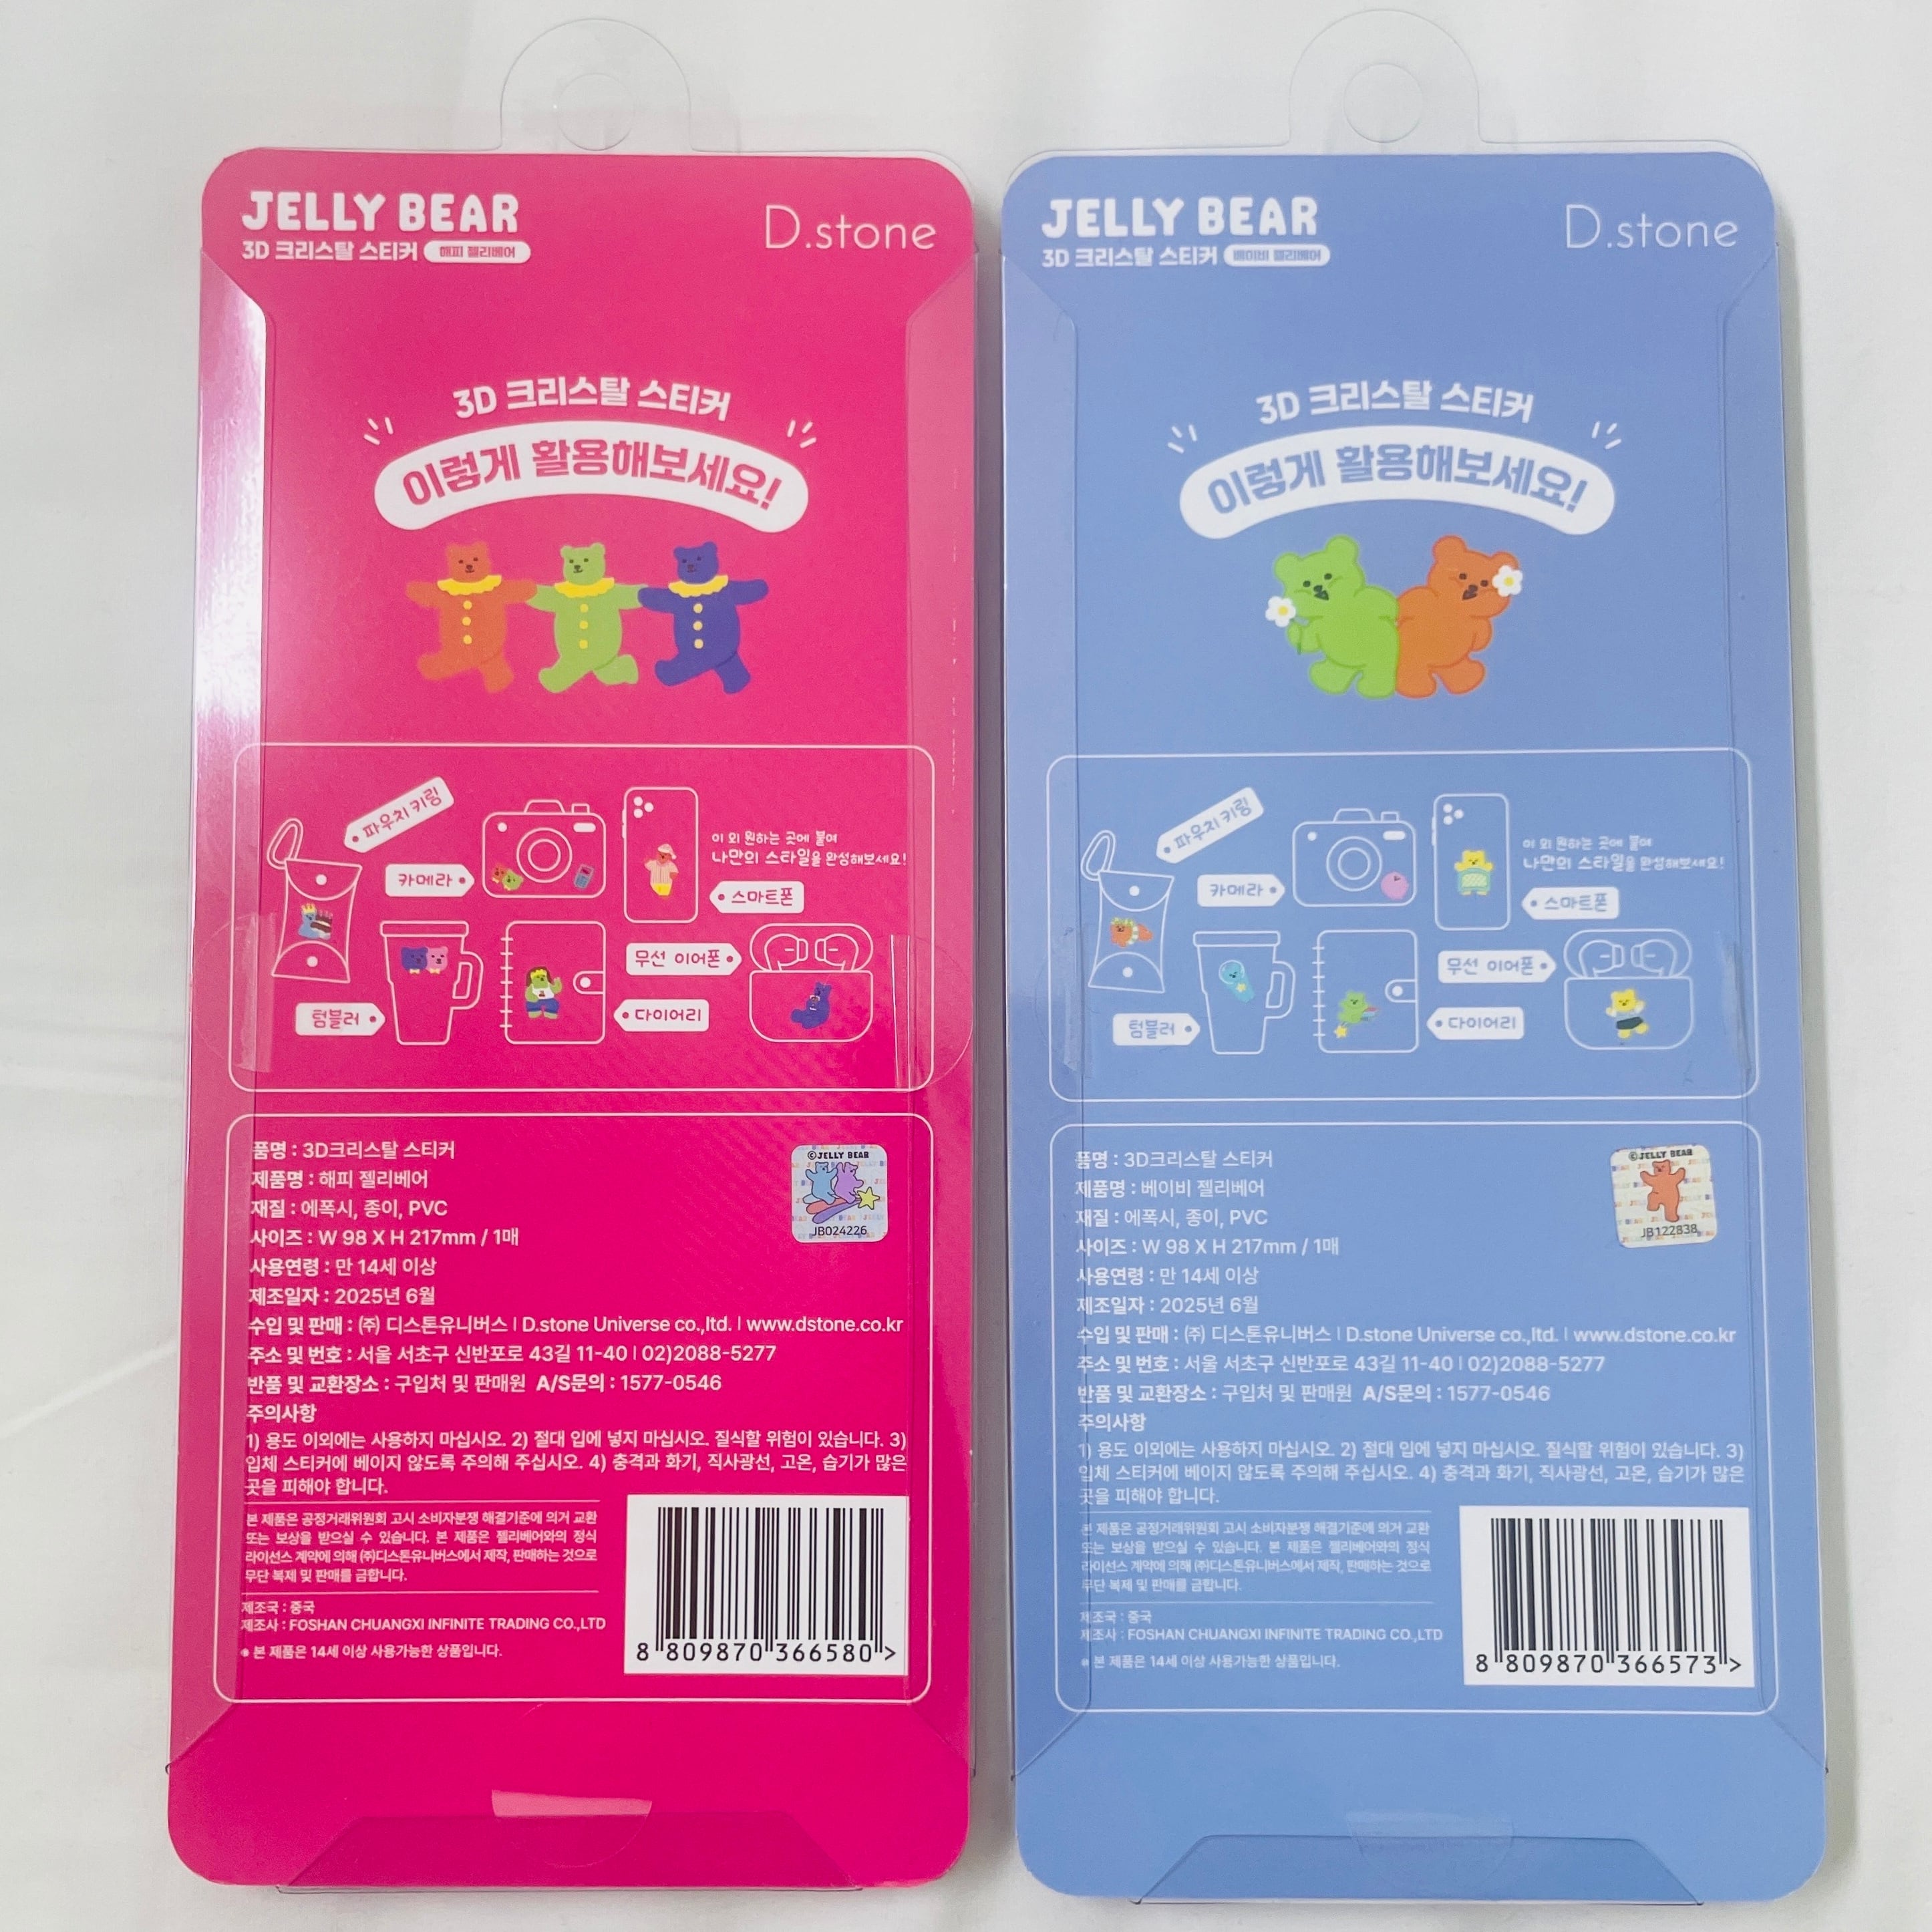 JELLY BEAR
D.stone
3D 크리스탈 스티커 해피 젤리베어
3D 크리스탈 스티커
이렇게 활용해보세요!
파우치 키링
카메라
이 외 원하는 곳에 붙여
나만의 스타일을 완성해보세요!
스마트폰
무선 이어폰
텀블러
다이어리
품명 : 3D크리스탈 스티커
제품명 : 해피 젤리베어
재질 : 에폭시, 종이, PVC
사이즈 : W 98 X H 217mm / 1매
사용연령 : 만 14세 이상
제조일자 : 2025년 6월
수입 및 판매 : ㈜ 디스톤유니버스 | D.stone Universe co.,ltd. | www.dstone.co.kr
주소 및 번호 : 서울 서초구 신반포로 43길 11-40 | 02)2088-5277
반품 및 교환장소 : 구입처 및 판매원 A/S문의 : 1577-0546
주의사항
1) 용도 이외에는 사용하지 마십시오. 2) 절대 입에 넣지 마십시오. 질식할 위험이 있습니다. 3)
입체 스티커에 베이지 않도록 주의해 주십시오. 4) 충격과 화기, 직사광선, 고온, 습기가 많은
곳을 피해야 합니다.
©JELLY BEAR
JB024226
본 제품은 공정거래위원회 고시 소비자분쟁 해결기준에 의거 교환
또는 보상을 받으실 수 있습니다. 본 제품은 젤리베어와의 정식
라이선스 계약에 의해 ㈜디스톤유니버스에서 제작, 판매하는 것으로
무단 복제 및 판매를 금합니다.
제조국 : 중국
제조사 : FOSHAN CHUANGXI INFINITE TRADING CO.,LTD
※ 본 제품은 14세 이상 사용가능한 상품입니다.
8 809870 366580 >
JELLY BEAR
D.stone
3D 크리스탈 스티커 베이비 젤리베어
3D 크리스탈 스티커
이렇게 활용해보세요!
파우치 키링
카메라
이 외 원하는 곳에 붙여
나만의 스타일을 완성해보세요!
스마트폰
무선 이어폰
텀블러
다이어리
품명 : 3D크리스탈 스티커
제품명 : 베이비 젤리베어
재질 : 에폭시, 종이, PVC
사이즈 : W 98 X H 217mm / 1매
사용연령 : 만 14세 이상
제조일자 : 2025년 6월
수입 및 판매 : ㈜ 디스톤유니버스 | D.stone Universe co.,ltd. | www.dstone.co.kr
주소 및 번호 : 서울 서초구 신반포로 43길 11-40 | 02)2088-5277
반품 및 교환장소 : 구입처 및 판매원 A/S문의 : 1577-0546
주의사항
1) 용도 이외에는 사용하지 마십시오. 2) 절대 입에 넣지 마십시오. 질식할 위험이 있습니다. 3)
입체 스티커에 베이지 않도록 주의해 주십시오. 4) 충격과 화기, 직사광선, 고온, 습기가 많은
곳을 피해야 합니다.
©JELLY BEAR
JB122838
본 제품은 공정거래위원회 고시 소비자분쟁 해결기준에 의거 교환
또는 보상을 받으실 수 있습니다. 본 제품은 젤리베어와의 정식
라이선스 계약에 의해 ㈜디스톤유니버스에서 제작, 판매하는 것으로
무단 복제 및 판매를 금합니다.
제조국 : 중국
제조사 : FOSHAN CHUANGXI INFINITE TRADING CO.,LTD
※ 본 제품은 14세 이상 사용가능한 상품입니다.
8 809870 366573 >